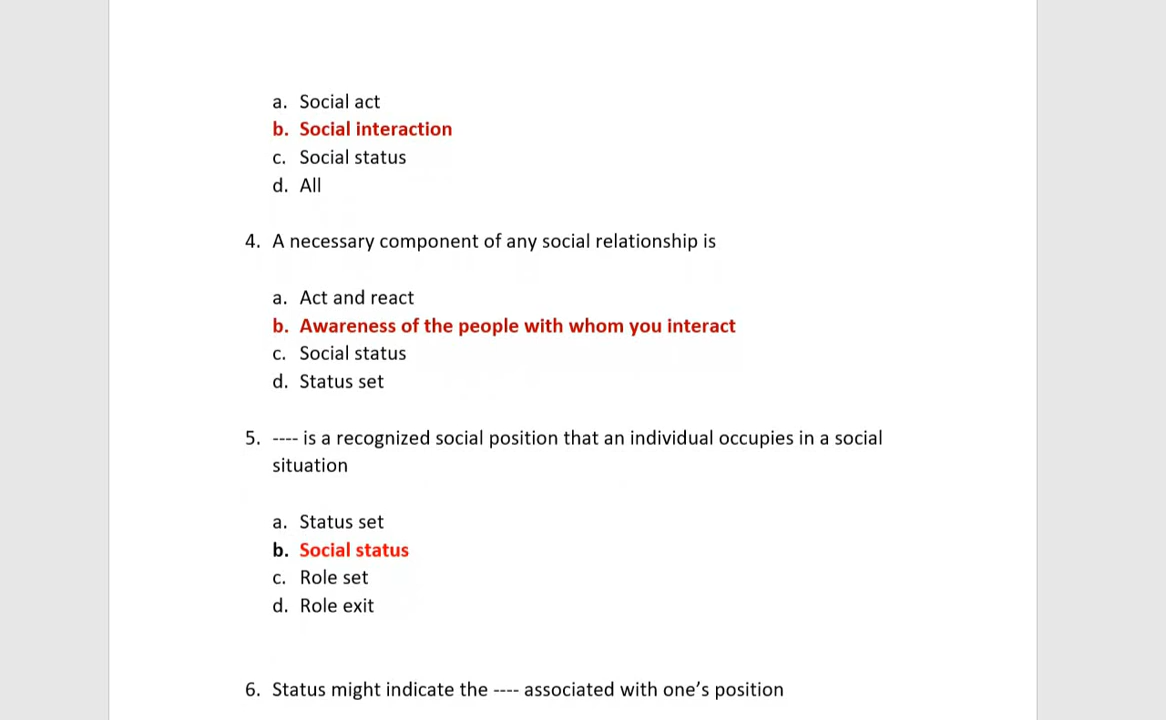 a. Social act
b. Social interaction
c. Social status
d. All
4. A necessary component of any social relationship is
a. Act and react
b. Awareness of the people with whom you interact
c. Social status
d. Status set
5. ---- is a recognized social position that an individual occupies in a social
situation
a. Status set
b. Social status
c. Role set
d. Role exit
6. Status might indicate the ---- associated with one’s position